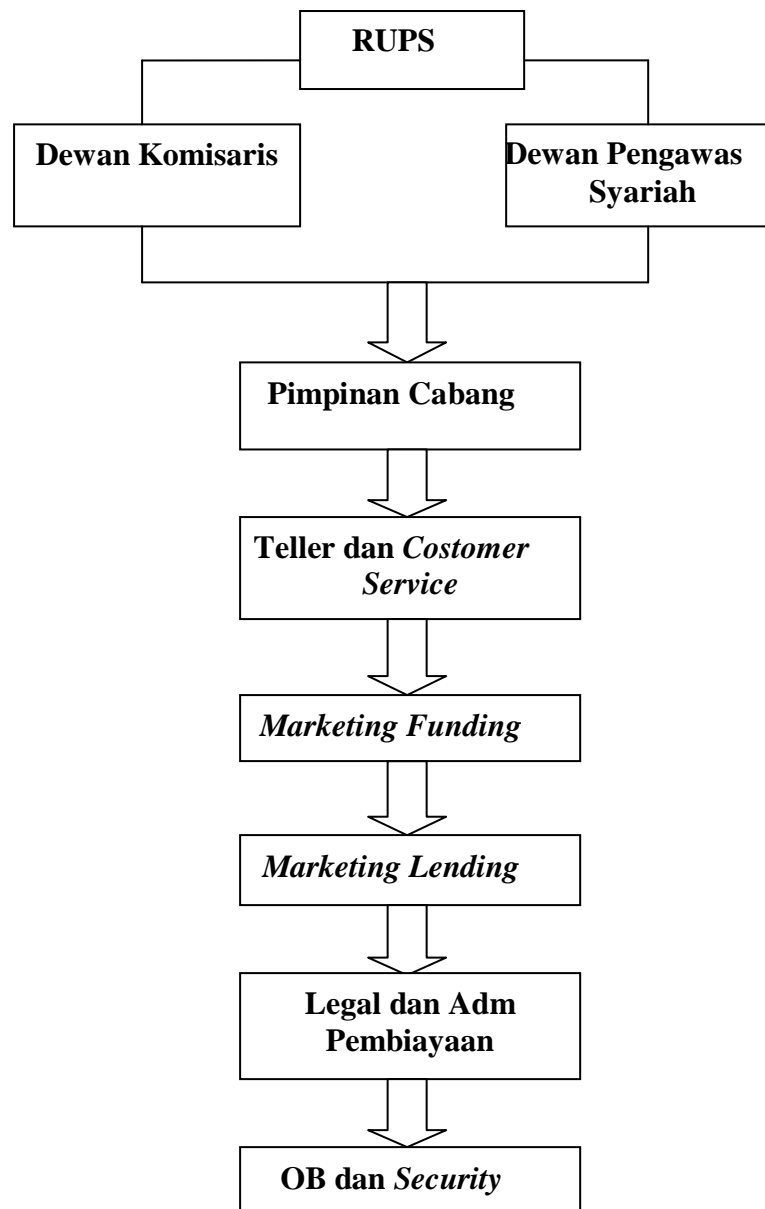 RUPS
Dewan Komisaris
Dewan Pengawas
Syariah
Pimpinan Cabang
Teller dan Costomer
Service
Marketing Funding
Marketing Lending
Legal dan Adm
Pembiayaan
OB dan Security